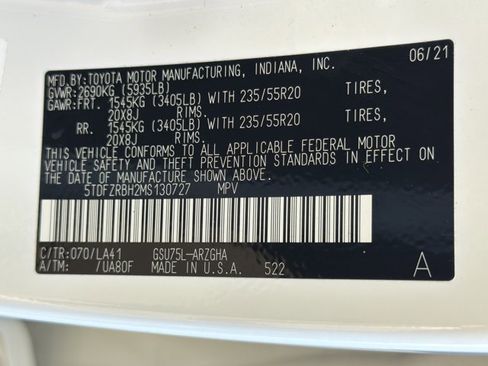 MFD.BY:TOYOTA MOTOR MANUFACTURING, INDIANA, INC. 06/21
GVWR:2690KG (5935LB)
GAWR:FRT. 1545KG (3405LB) WITH 235/55R20 TIRES,
20X8J RIMS.
RR. 1545KG (3405LB) WITH 235/55R20 TIRES,
20X8J RIMS.
THIS VEHICLE CONFORMS TO ALL APPLICABLE FEDERAL MOTOR
VEHICLE SAFETY AND THEFT PREVENTION STANDARDS IN EFFECT
ON THE DATE OF MANUFACTURE SHOWN ABOVE.
5TDFZRBH2MS130727 MPV
C/TR:070/LA41 GSU75L-ARZGHA
A/TM: /UA80F MADE IN U.S.A. 522 A